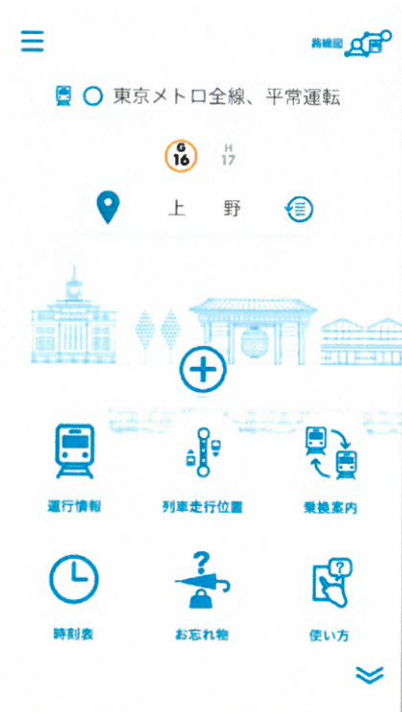 路線図
東京メトロ全線、平常運転
G 16
H 17
上野
運行情報
列車走行位置
乗換案内
時刻表
お忘れ物
使い方